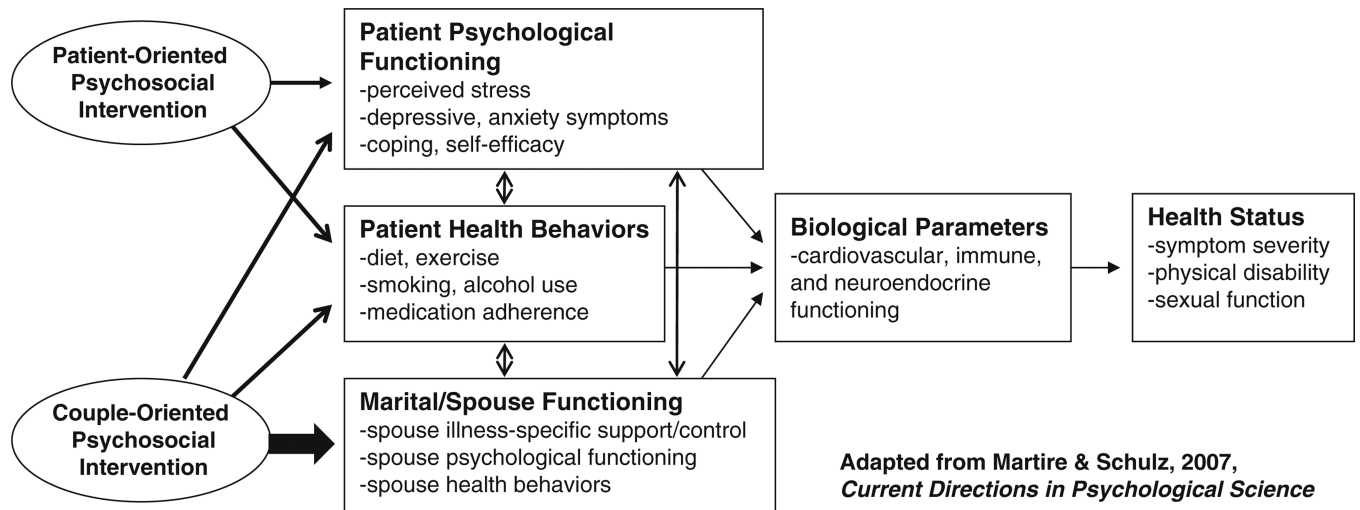 Patient-Oriented
Psychosocial
Intervention
Patient Psychological
Functioning
-perceived stress
-depressive, anxiety symptoms
-coping, self-efficacy
Patient Health Behaviors
-diet, exercise
-smoking, alcohol use
-medication adherence
Biological Parameters
-cardiovascular, immune,
and neuroendocrine
functioning
Health Status
-symptom severity
-physical disability
-sexual function
Couple-Oriented
Psychosocial
Intervention
Marital/Spouse Functioning
-spouse illness-specific support/control
-spouse psychological functioning
-spouse health behaviors
Adapted from Martire & Schulz, 2007,
Current Directions in Psychological Science